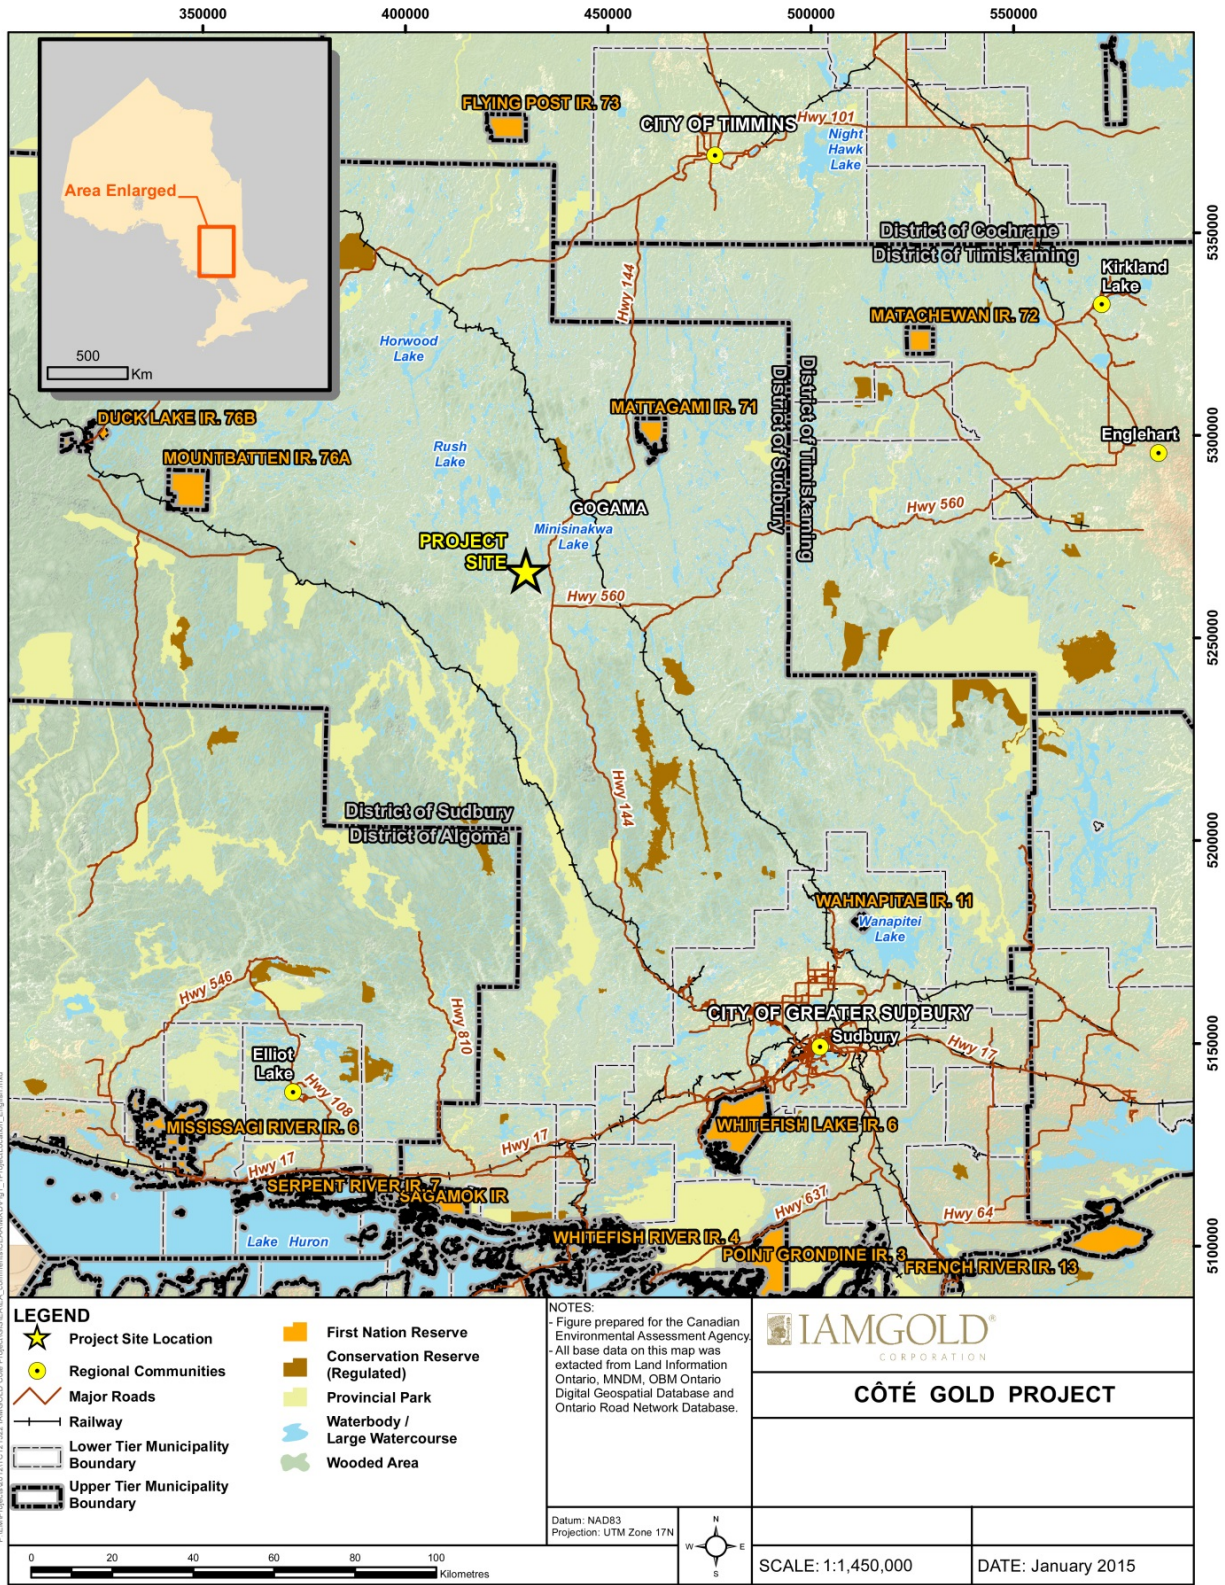 350000
400000
450000
500000
550000
FLYING POST IR. 73
CITY OF TIMMINS
Hwy 101
Night
Hawk
Lake
Area Enlarged
District of Cochrane
District of Timiskaming
5350000
Kirkland
Lake
Hwy 144
MATACHEWAN IR. 72
Horwood
Lake
500
Km
District of Sudbury
District of Timiskaming
DUCK LAKE IR. 76B
MATTAGAMI IR. 71
Englehart
5300000
Rush
Lake
MOUNTBATTEN IR. 76A
GOGAMA
Hwy 560
Minisinakwa
Lake
PROJECT
SITE
Hwy 560
5250000
Hwy 144
District of Sudbury
District of Algoma
5200000
WAHNAPITAE IR. 11
Wanapitei
Lake
Hwy 546
Hwy 810
CITY OF GREATER SUDBURY
Sudbury
Hwy 17
5150000
Elliot
Lake
Hwy 108
MISSISSAGI RIVER IR. 6
WHITEFISH LAKE IR. 6
Hwy 17
Hwy 17
SERPENT RIVER IR. 7
SAGAMOK IR
Hwy 637
Hwy 64
Lake Huron
WHITEFISH RIVER IR. 4
POINT GRONDINE IR. 3
FRENCH RIVER IR. 13
5100000
LEGEND
Project Site Location
Regional Communities
Major Roads
Railway
Lower Tier Municipality
Boundary
Upper Tier Municipality
Boundary
First Nation Reserve
Conservation Reserve
(Regulated)
Provincial Park
Waterbody /
Large Watercourse
Wooded Area
NOTES:
- Figure prepared for the Canadian
Environmental Assessment Agency.
- All base data on this map was
extacted from Land Information
Ontario, MNDM, OBM Ontario
Digital Geospatial Database and
Ontario Road Network Database.
IAMGOLD®
CORPORATION
CÔTÉ GOLD PROJECT
Datum: NAD83
Projection: UTM Zone 17N
N
W
E
S
SCALE: 1:1,450,000
DATE: January 2015
0
20
40
60
80
100
Kilometres